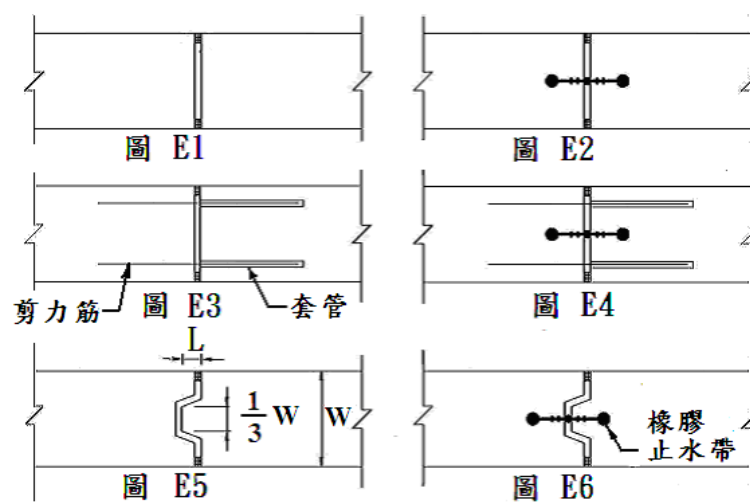 圖 E1
圖 E2
剪力筋
圖 E3
套管
圖 E4
L
1/3 W
W
圖 E5
橡膠
止水帶
圖 E6